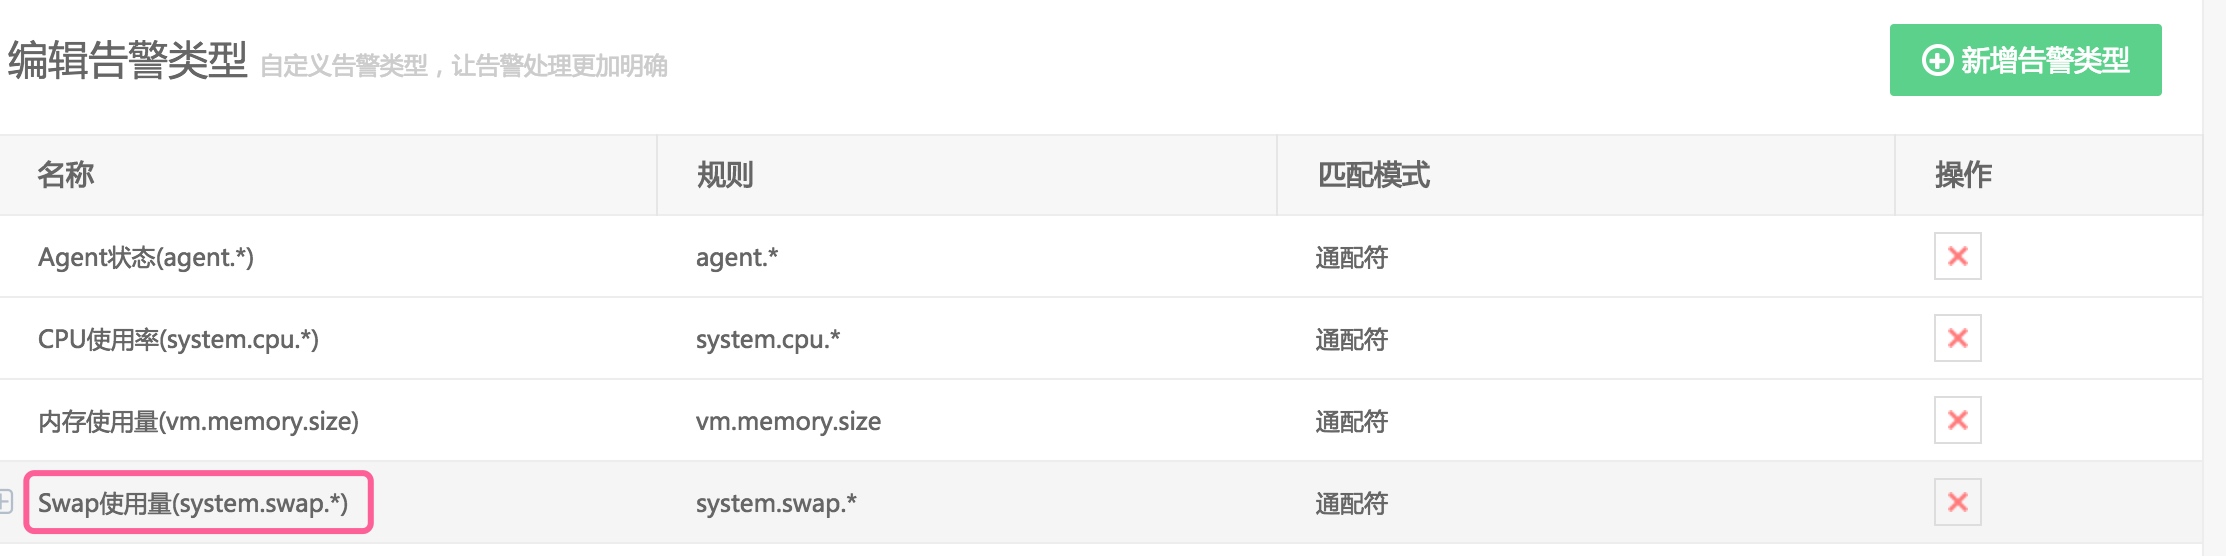 编辑告警类型 自定义告警类型，让告警处理更加明确
新增告警类型
名称 规则 匹配模式 操作
Agent状态(agent.*) agent.* 通配符
CPU使用率(system.cpu.*) system.cpu.* 通配符
内存使用量(vm.memory.size) vm.memory.size 通配符
Swap使用量(system.swap.*) system.swap.* 通配符